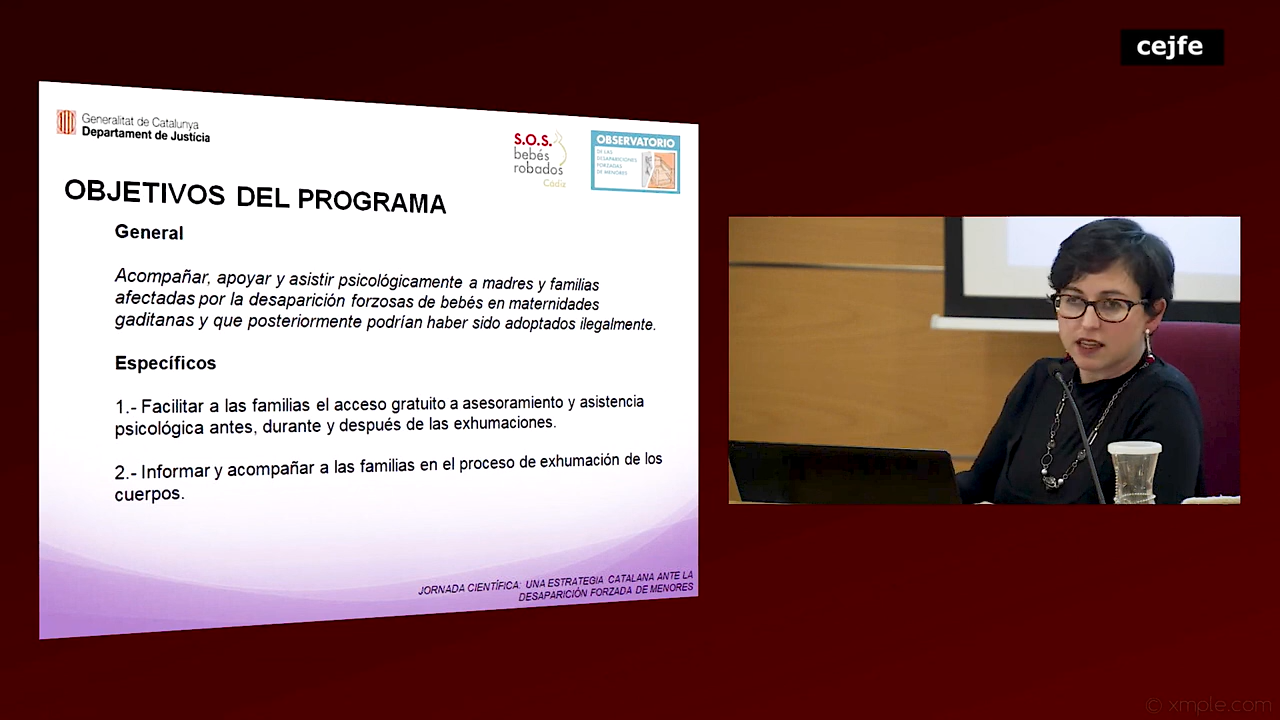 cejfe
Generalitat de Catalunya
Departament de Justícia
S.O.S.
bebés
robados
Cádiz
OBSERVATORIO
DE LAS
DESAPARICIONES
FORZADAS
DE MENORES
OBJETIVOS DEL PROGRAMA
General
Acompañar, apoyar y asistir psicológicamente a madres y familias
afectadas por la desaparición forzosas de bebés en maternidades
gaditanas y que posteriormente podrían haber sido adoptados ilegalmente.
Específicos
1.- Facilitar a las familias el acceso gratuito a asesoramiento y asistencia
psicológica antes, durante y después de las exhumaciones.
2.- Informar y acompañar a las familias en el proceso de exhumación de los
cuerpos.
JORNADA CIENTÍFICA: UNA ESTRATEGIA CATALANA ANTE LA
DESAPARICIÓN FORZADA DE MENORES
© xmple.com